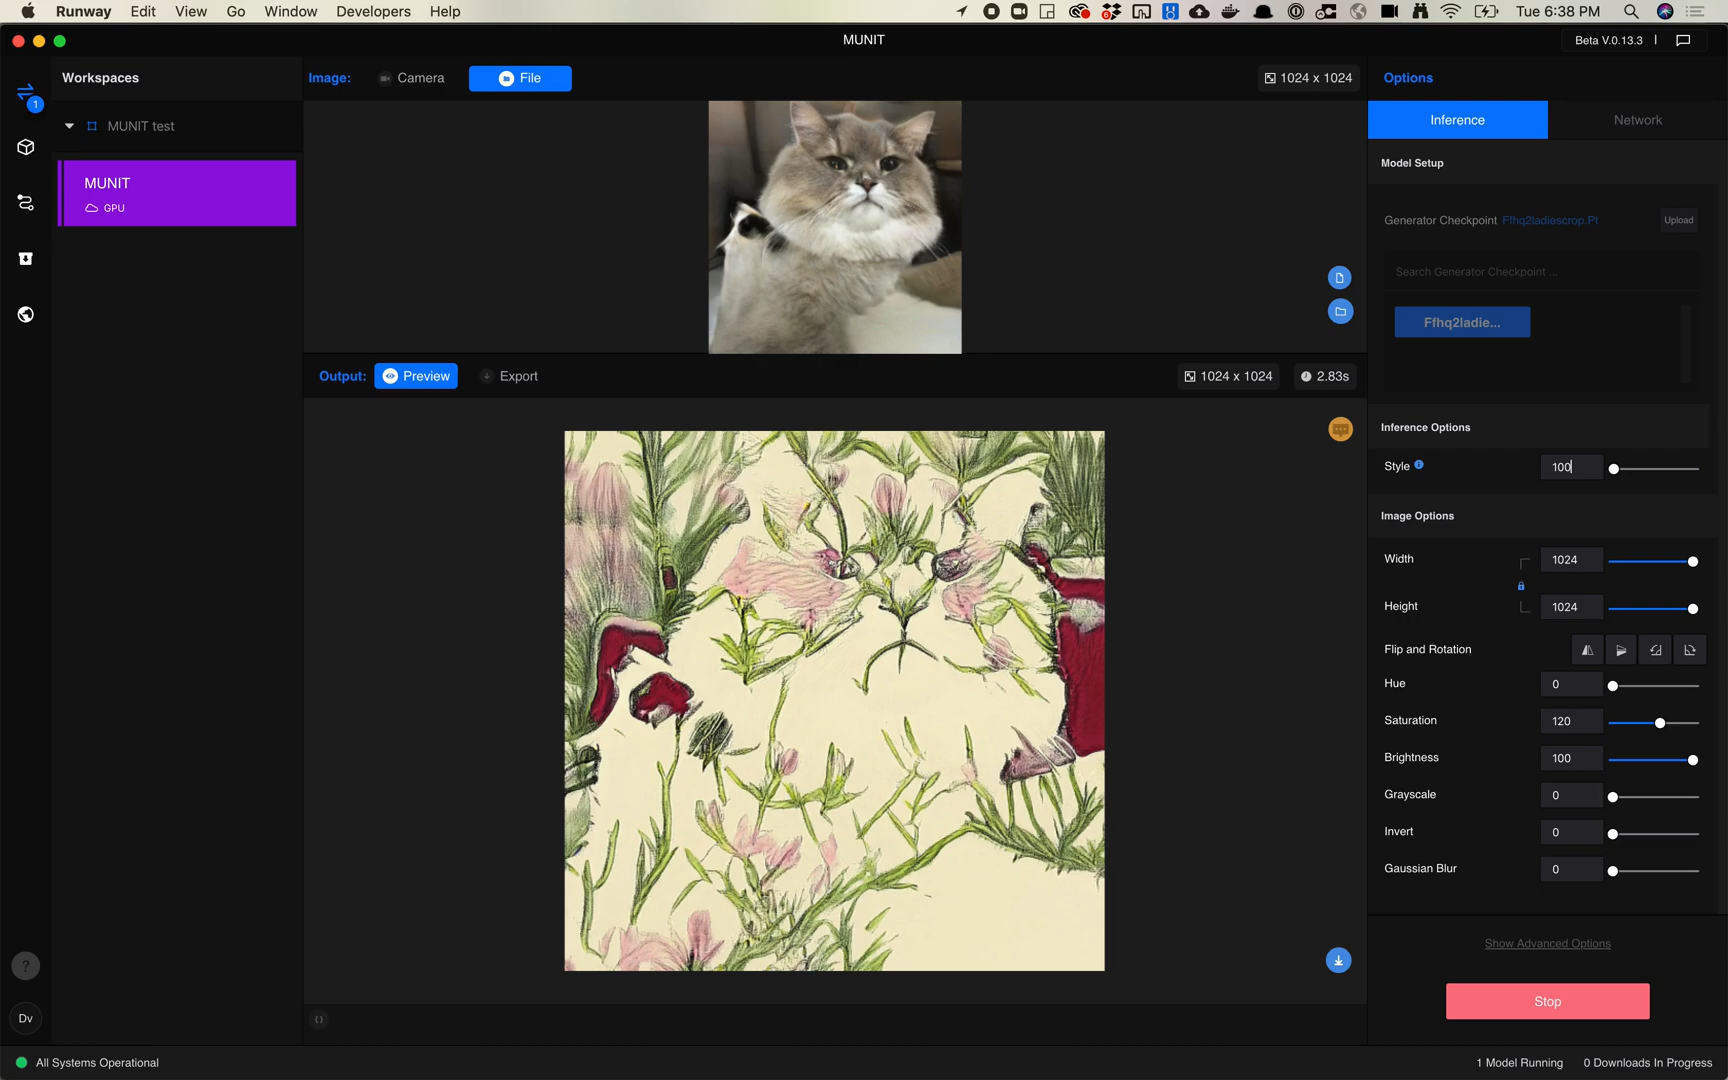 Runway Edit View Go Window Developers Help
Tue 6:38 PM
MUNIT
Beta V.0.13.3
1
Workspaces
MUNIT test
MUNIT
GPU
Image: Camera File 1024 x 1024
Output: Preview Export 1024 x 1024 2.83s
Options
Inference Network
Model Setup
Generator Checkpoint Ffhq2ladiescrop.Pt Upload
Search Generator Checkpoint ...
Ffhq2ladie...
Inference Options
Style 100
Image Options
Width 1024
Height 1024
Flip and Rotation
Hue 0
Saturation 120
Brightness 100
Grayscale 0
Invert 0
Gaussian Blur 0
Show Advanced Options
Stop
?
Dv
All Systems Operational
1 Model Running 0 Downloads In Progress